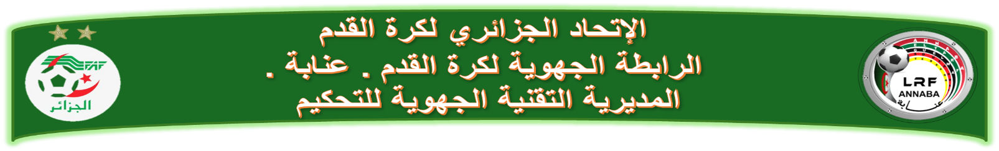 الإتحاد الجزائري لكرة القدم
الرابطة الجهوية لكرة القدم . عنابة .
المديرية التقنية الجهوية للتحكيم
FAF
الجزائر
LRF
ANNABA
عنابة